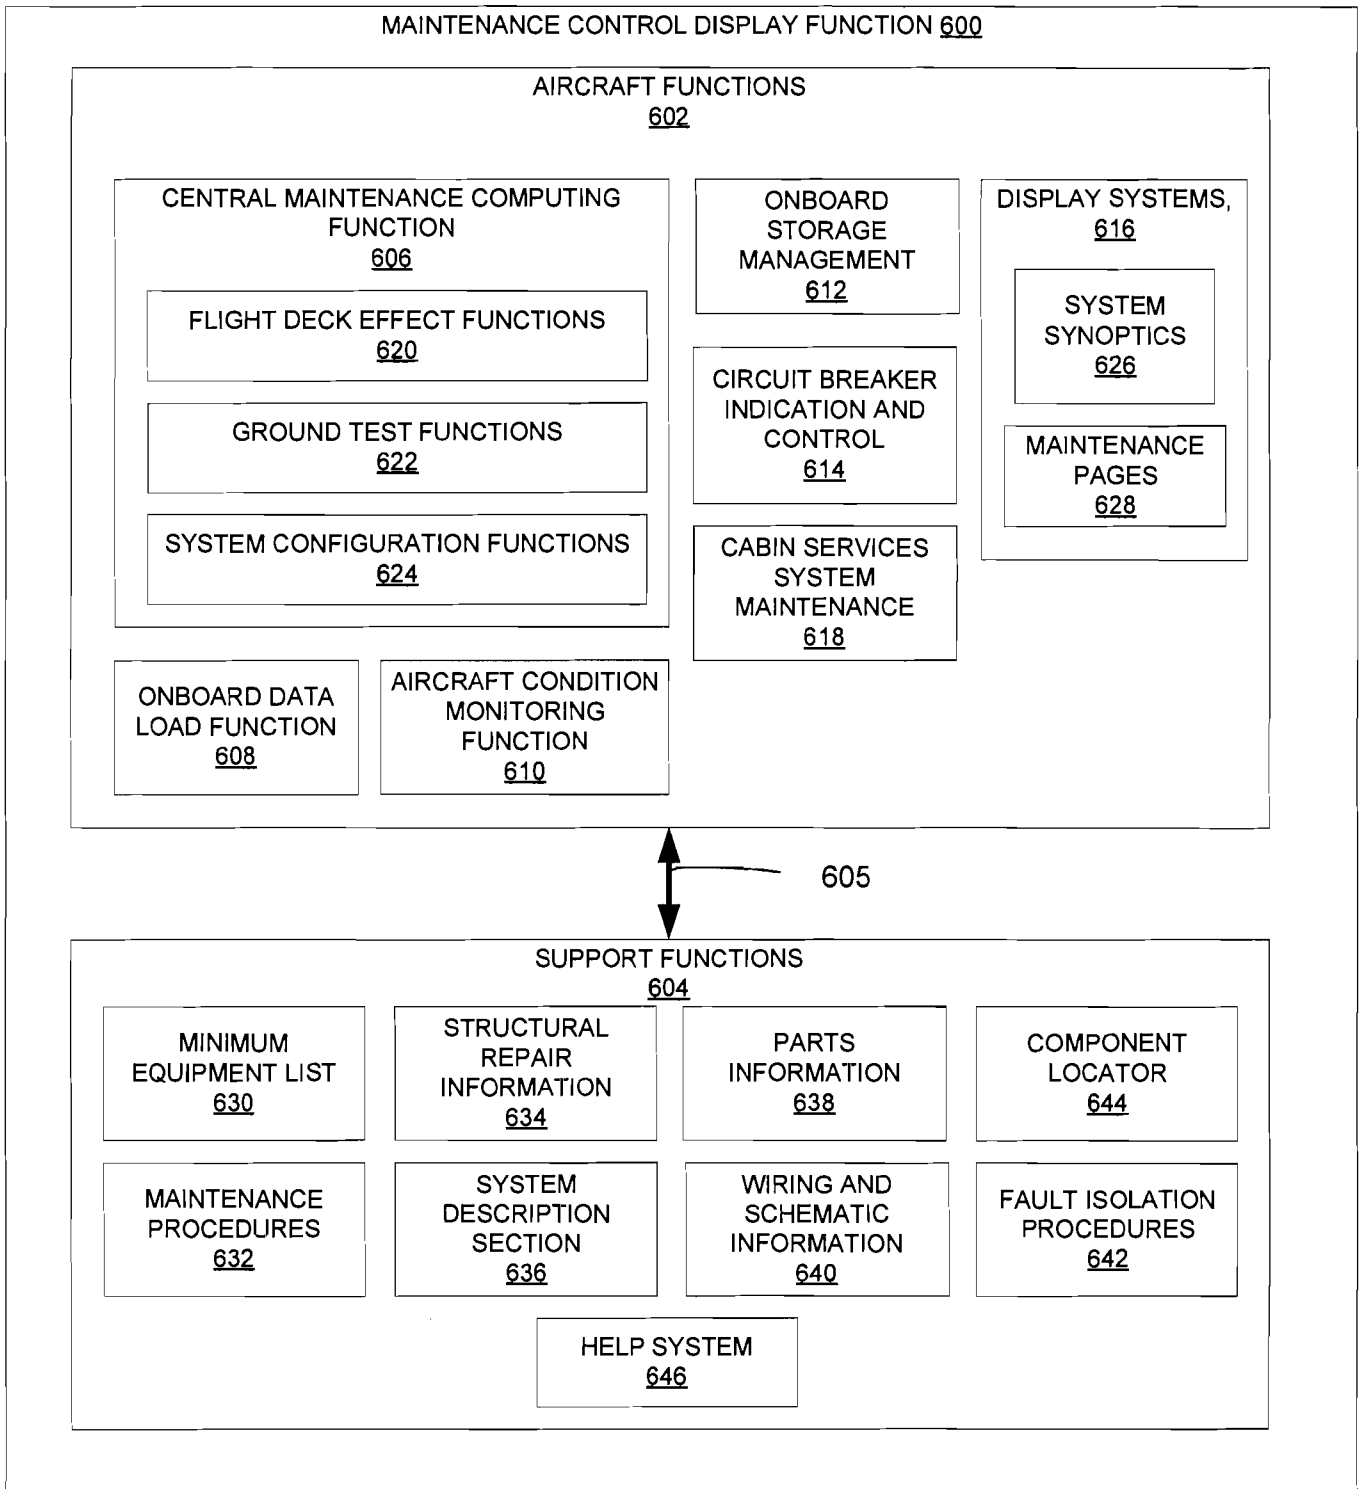 MAINTENANCE CONTROL DISPLAY FUNCTION 600
AIRCRAFT FUNCTIONS
602
CENTRAL MAINTENANCE COMPUTING
FUNCTION
606
FLIGHT DECK EFFECT FUNCTIONS
620
GROUND TEST FUNCTIONS
622
SYSTEM CONFIGURATION FUNCTIONS
624
ONBOARD
STORAGE
MANAGEMENT
612
CIRCUIT BREAKER
INDICATION AND
CONTROL
614
CABIN SERVICES
SYSTEM
MAINTENANCE
618
DISPLAY SYSTEMS,
616
SYSTEM
SYNOPTICS
626
MAINTENANCE
PAGES
628
ONBOARD DATA
LOAD FUNCTION
608
AIRCRAFT CONDITION
MONITORING
FUNCTION
610
605
SUPPORT FUNCTIONS
604
MINIMUM
EQUIPMENT LIST
630
STRUCTURAL
REPAIR
INFORMATION
634
PARTS
INFORMATION
638
COMPONENT
LOCATOR
644
MAINTENANCE
PROCEDURES
632
SYSTEM
DESCRIPTION
SECTION
636
WIRING AND
SCHEMATIC
INFORMATION
640
FAULT ISOLATION
PROCEDURES
642
HELP SYSTEM
646